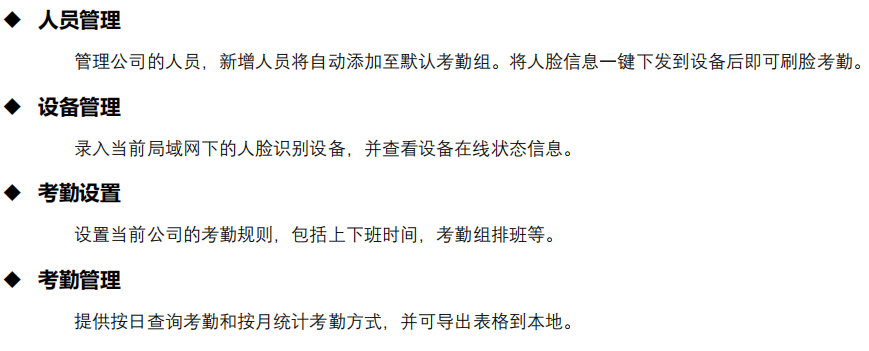 ◆ 人员管理
管理公司的人员，新增人员将自动添加至默认考勤组。将人脸信息一键下发到设备后即可刷脸考勤。
◆ 设备管理
录入当前局域网下的人脸识别设备，并查看设备在线状态信息。
◆ 考勤设置
设置当前公司的考勤规则，包括上下班时间，考勤组排班等。
◆ 考勤管理
提供按日查询考勤和按月统计考勤方式，并可导出表格到本地。